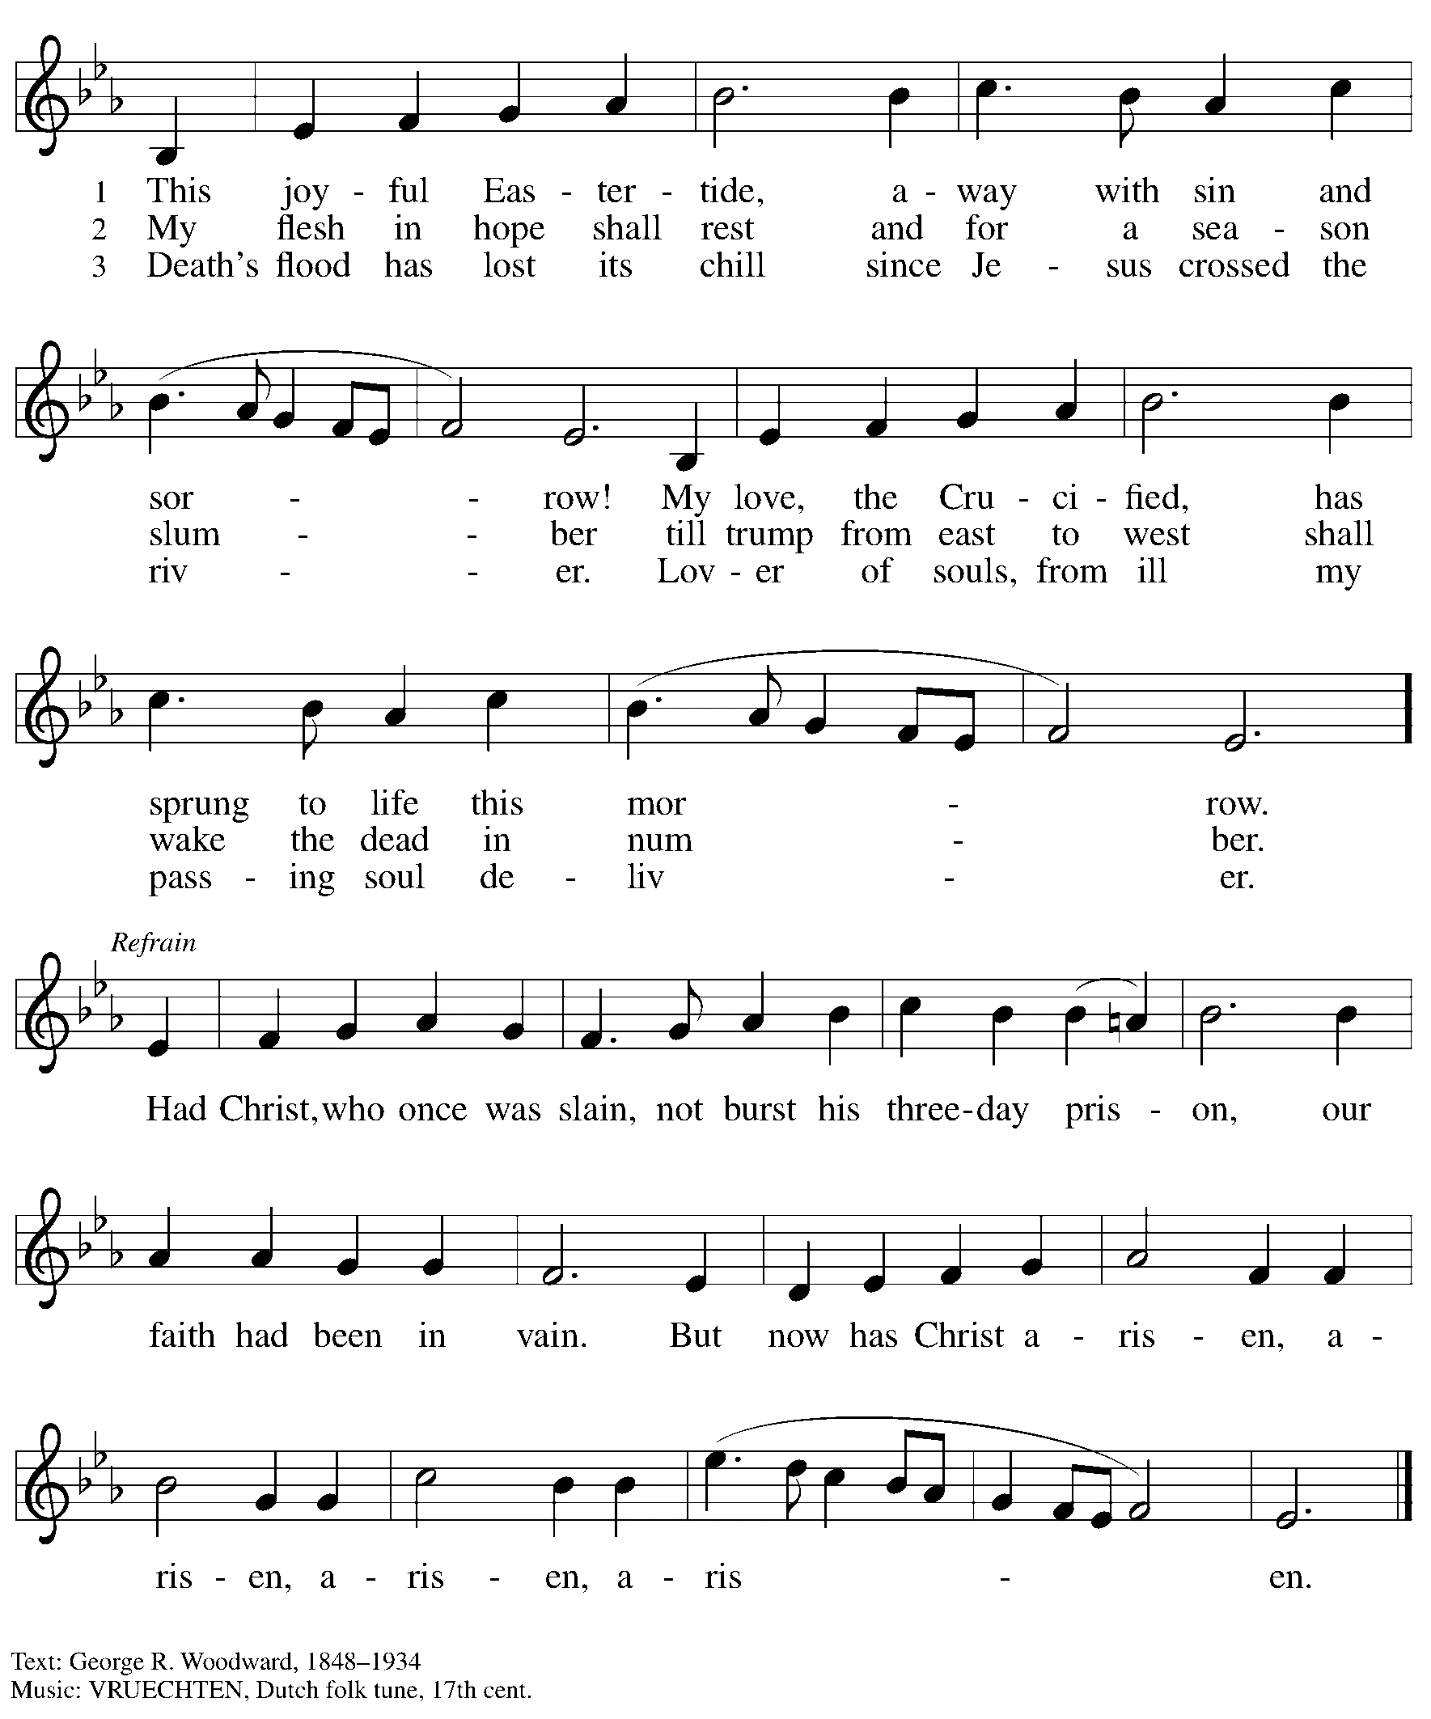 1 This joy - ful Eas - ter - tide, a - way with sin and
2 My flesh in hope shall rest and for a sea - son
3 Death's flood has lost its chill since Je - sus crossed the
sor - - row! My love, the Cru - ci - fied, has
slum - - ber till trump from east to west shall
riv - - er. Lov - er of souls, from ill my
sprung to life this mor - row.
wake the dead in num - ber.
pass - ing soul de - liv - er.
Refrain
Had Christ, who once was slain, not burst his three-day pris - on, our
faith had been in vain. But now has Christ a - ris - en, a -
ris - en, a - ris - en, a - ris - en.
Text: George R. Woodward, 1848–1934
Music: VRUECHTEN, Dutch folk tune, 17th cent.